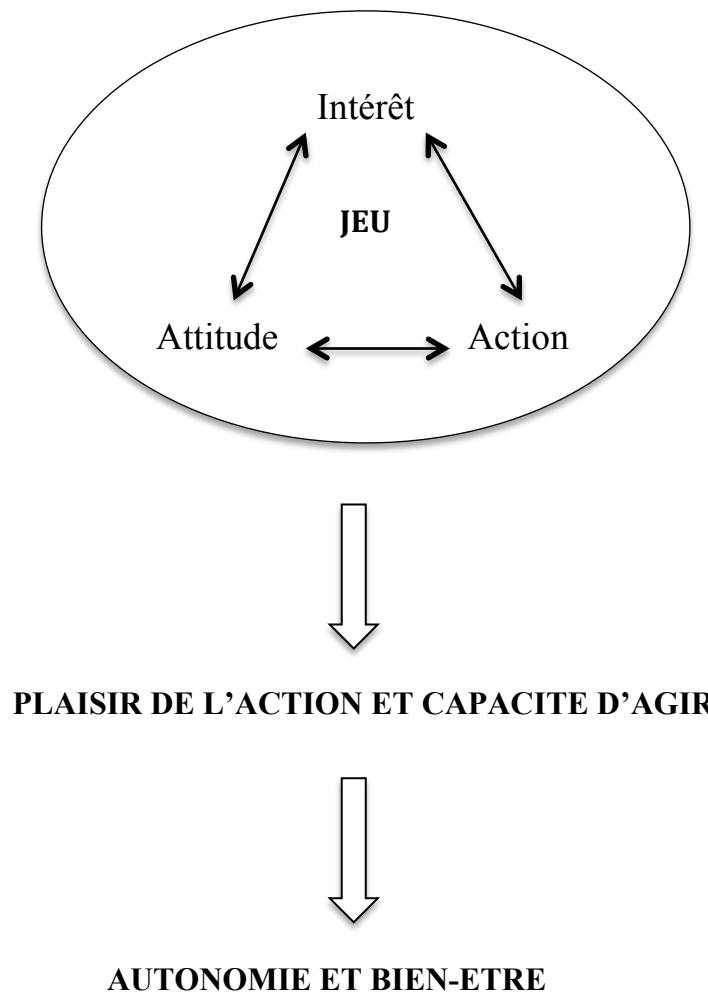 Intérêt
JEU
Attitude Action
PLAISIR DE L’ACTION ET CAPACITE D’AGIR
AUTONOMIE ET BIEN-ETRE